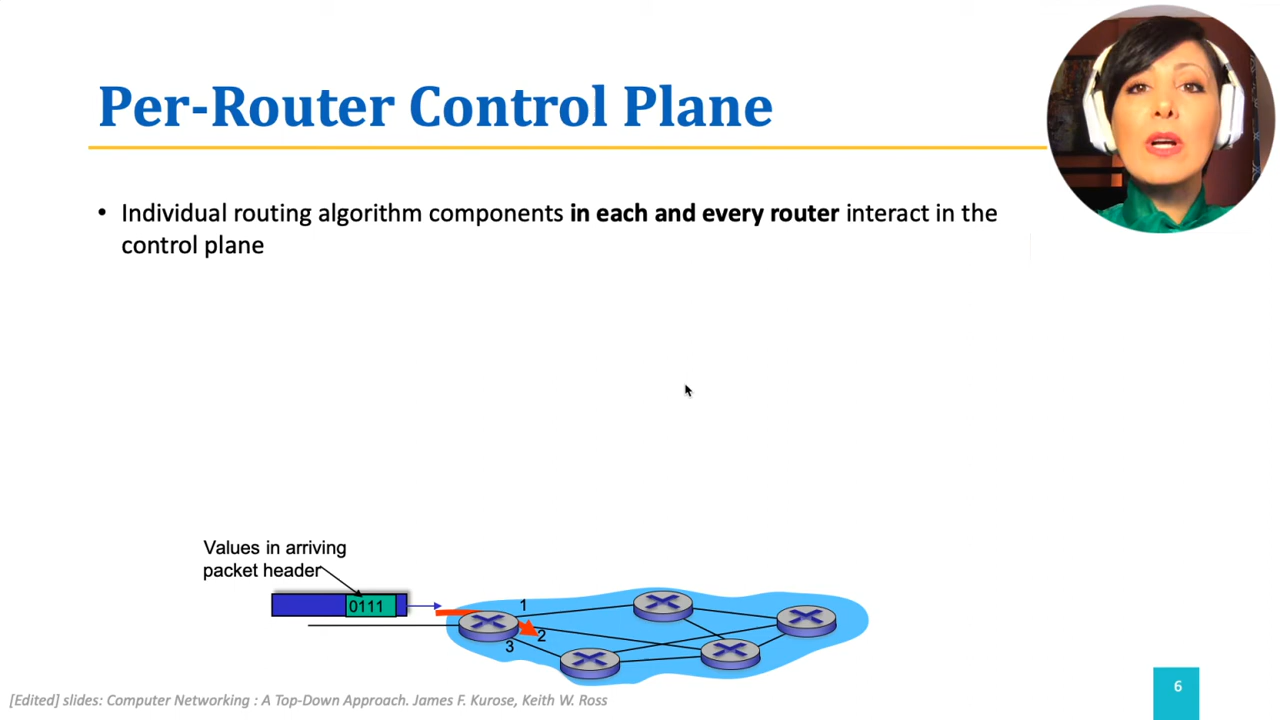 Per-Router Control Plane
• Individual routing algorithm components in each and every router interact in the
control plane
Values in arriving
packet header
0111
1
2
3
[Edited] slides: Computer Networking : A Top-Down Approach. James F. Kurose, Keith W. Ross
6